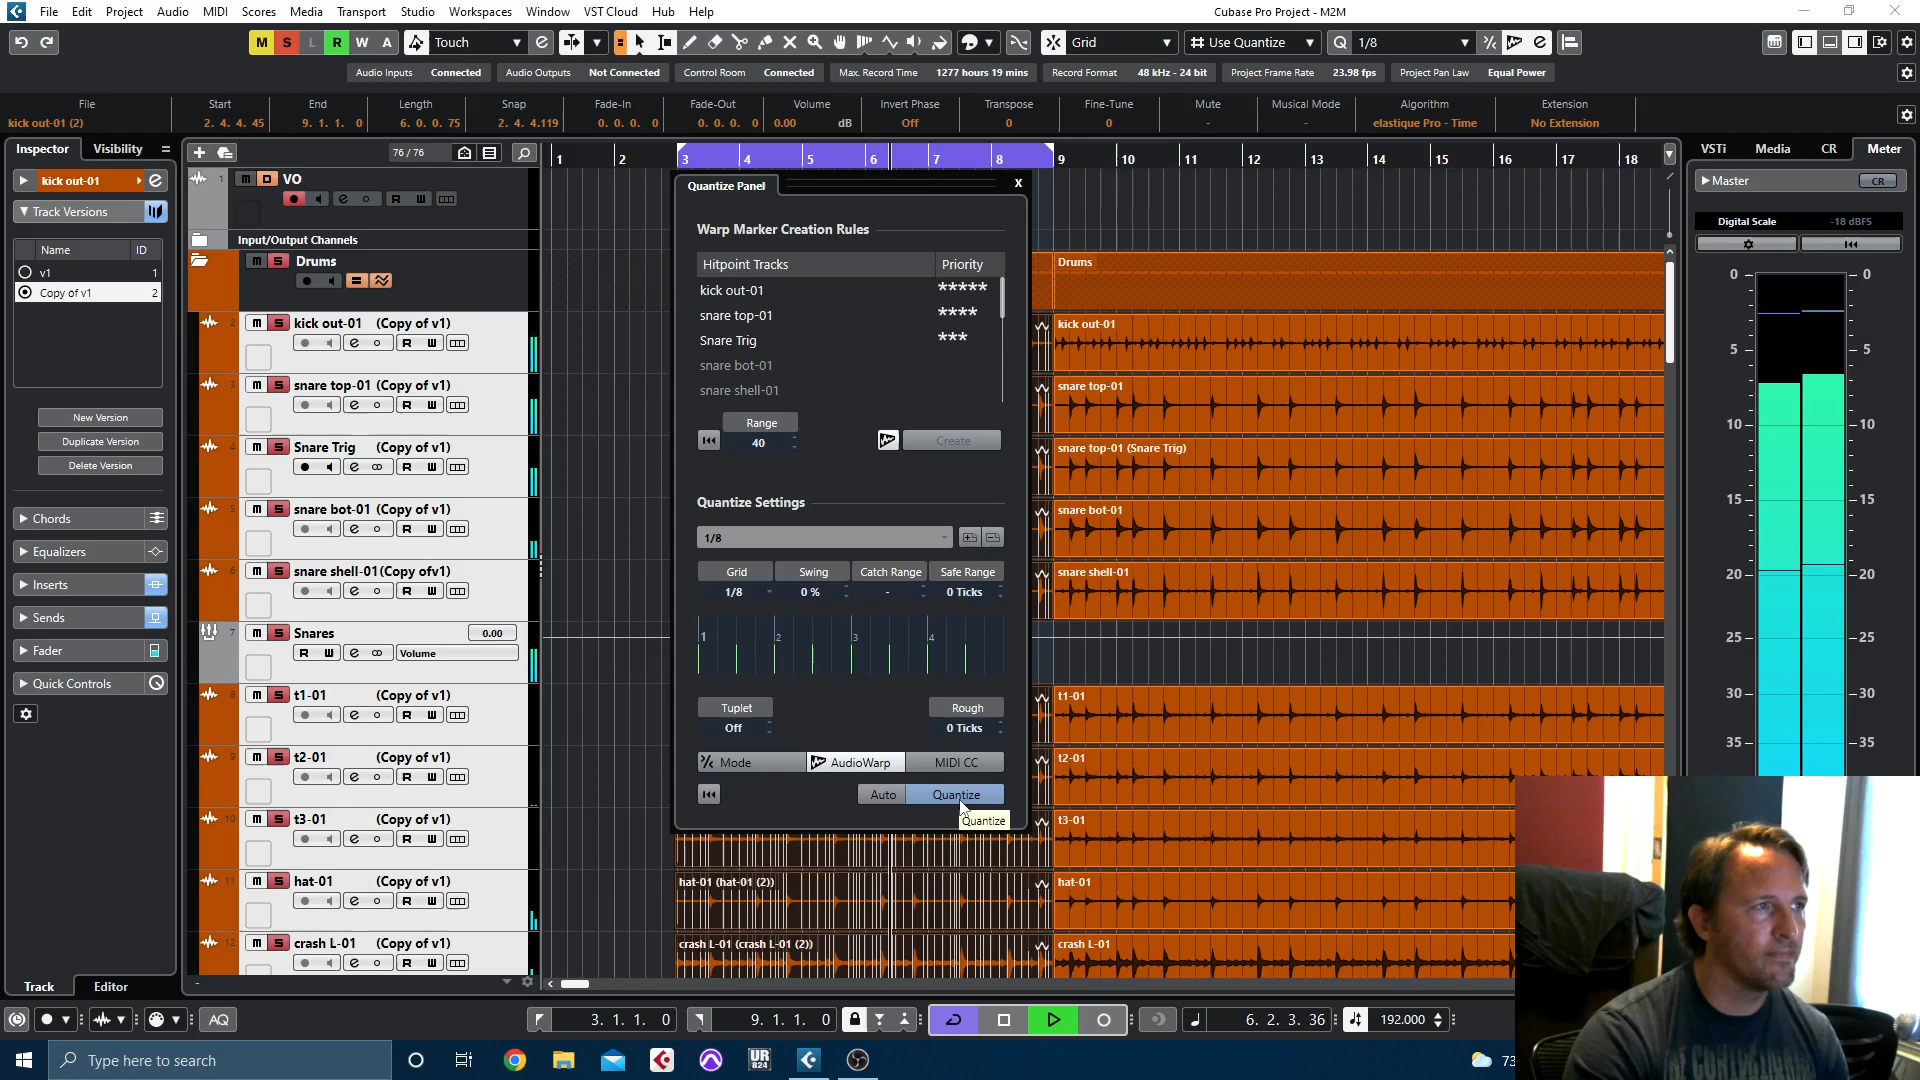 File Edit Project Audio MIDI Scores Media Transport Studio Workspaces Window VST Cloud Hub Help
Cubase Pro Project - M2M
M S L R W A Touch Grid Use Quantize 1/8
Audio Inputs Connected Audio Outputs Not Connected Control Room Connected Max. Record Time 1277 hours 19 mins Record Format 48 kHz - 24 bit Project Frame Rate 23.98 fps Project Pan Law Equal Power
File Start End Length Snap Fade-In Fade-Out Volume Invert Phase Transpose Fine-Tune Mute Musical Mode Algorithm Extension
kick out-01 (2) 2. 4. 4. 45 9. 1. 1. 0 6. 0. 0. 75 2. 4. 4.119 0. 0. 0. 0 0. 0. 0. 0 0.00 dB Off 0 0 - - elastique Pro - Time No Extension
Inspector Visibility
76 / 76
1 2 3 4 5 6 7 8 9 10 11 12 13 14 15 16 17 18
VSTi Media CR Meter
kick out-01
Track Versions
Name ID
v1 1
Copy of v1 2
New Version
Duplicate Version
Delete Version
Chords
Equalizers
Inserts
Sends
Fader
Quick Controls
Track Editor
1 m VO
R W
Input/Output Channels
m S Drums
2 m S kick out-01 (Copy of v1)
R W
3 m S snare top-01 (Copy of v1)
R W
4 m S Snare Trig (Copy of v1)
R W
5 m S snare bot-01 (Copy of v1)
R W
6 m S snare shell-01(Copy ofv1)
R W
7 m S Snares 0.00
R W Volume
8 m S t1-01 (Copy of v1)
R W
9 m S t2-01 (Copy of v1)
R W
10 m S t3-01 (Copy of v1)
R W
11 m S hat-01 (Copy of v1)
R W
12 m S crash L-01 (Copy of v1)
R W
Quantize Panel X
Warp Marker Creation Rules
Hitpoint Tracks Priority
kick out-01 *****
snare top-01 ****
Snare Trig ***
snare bot-01
snare shell-01
Range
40 Create
Quantize Settings
1/8
Grid Swing Catch Range Safe Range
1/8 0 % - 0 Ticks
1 2 3 4
Tuplet Rough
Off 0 Ticks
Mode AudioWarp MIDI CC
Auto Quantize
Quantize
hat-01 (hat-01 (2))
crash L-01 (crash L-01 (2))
Drums
kick out-01
snare top-01
snare top-01 (Snare Trig)
snare bot-01
snare shell-01
t1-01
t2-01
t3-01
hat-01
crash L-01
Master CR
Digital Scale -18 dBFS
0 0
5 5
10 10
15 15
20 20
25 25
30 30
35 35
AQ 3. 1. 1. 0 9. 1. 1. 0 6. 2. 3. 36 192.000
Type here to search
UR 824